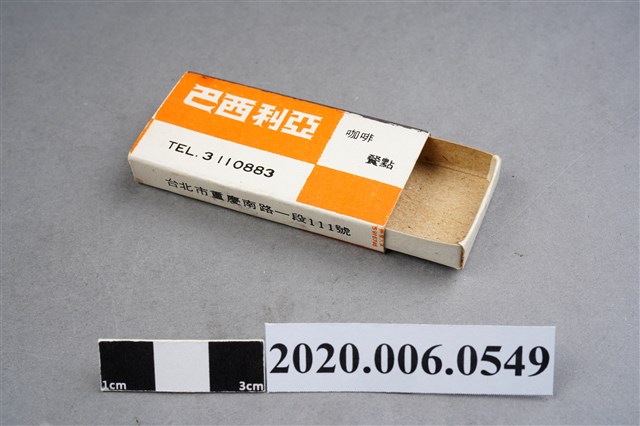 巴西利亞
咖啡
餐點
TEL. 3110883
台北市重慶南路一段111號
1cm
3cm
2020.006.0549